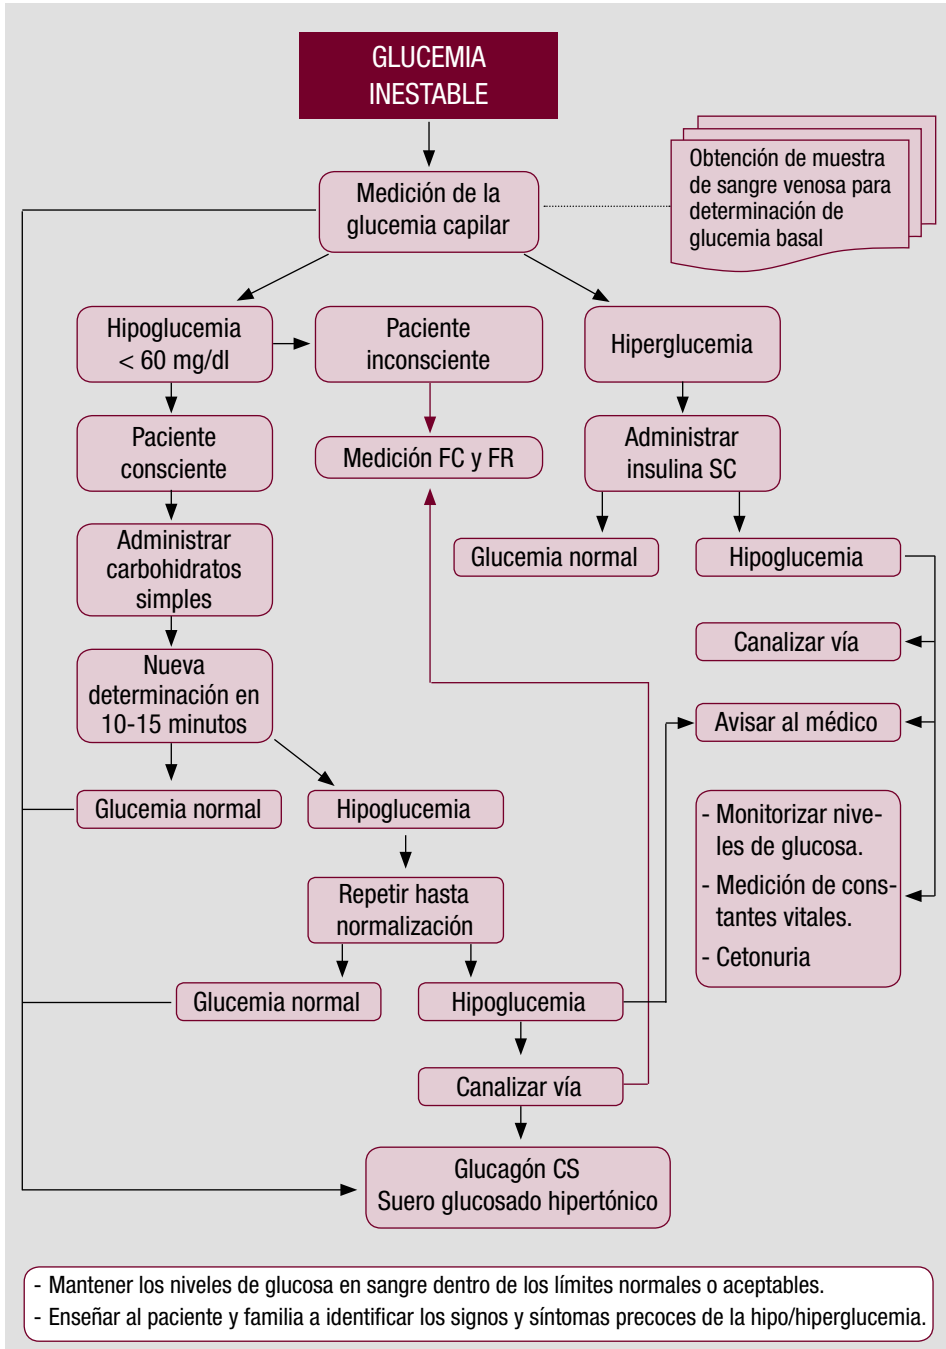 GLUCEMIA
INESTABLE
Medición de la
glucemia capilar
Obtención de muestra
de sangre venosa para
determinación de
glucemia basal
Hipoglucemia
< 60 mg/dl
Paciente
inconsciente
Hiperglucemia
Paciente
consciente
Medición FC y FR
Administrar
insulina SC
Administrar
carbohidratos
simples
Glucemia normal
Hipoglucemia
Canalizar vía
Nueva
determinación en
10-15 minutos
Avisar al médico
Glucemia normal
Hipoglucemia
- Monitorizar nive-
les de glucosa.
- Medición de cons-
tantes vitales.
- Cetonuria
Repetir hasta
normalización
Glucemia normal
Hipoglucemia
Canalizar vía
Glucagón CS
Suero glucosado hipertónico
- Mantener los niveles de glucosa en sangre dentro de los límites normales o aceptables.
- Enseñar al paciente y familia a identificar los signos y síntomas precoces de la hipo/hiperglucemia.